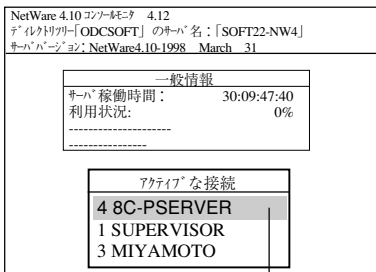 NetWare 4.10 ｺﾝｿｰﾙﾓﾆﾀ 4.12
ﾃﾞｨﾚｸﾄﾘﾂﾘｰ｢ODCSOFT｣ のｻｰﾊﾞ名：｢SOFT22-NW4｣
ｻｰﾊﾞﾊﾞｰｼﾞｮﾝ: NetWare4.10-1998 March 31
一般情報
ｻｰﾊﾞ稼働時間： 30:09:47:40
利用状況: 0%
---------------------
----------------
ｱｸﾃｨﾌﾞな接続
4 8C-PSERVER
1 SUPERVISOR
3 MIYAMOTO